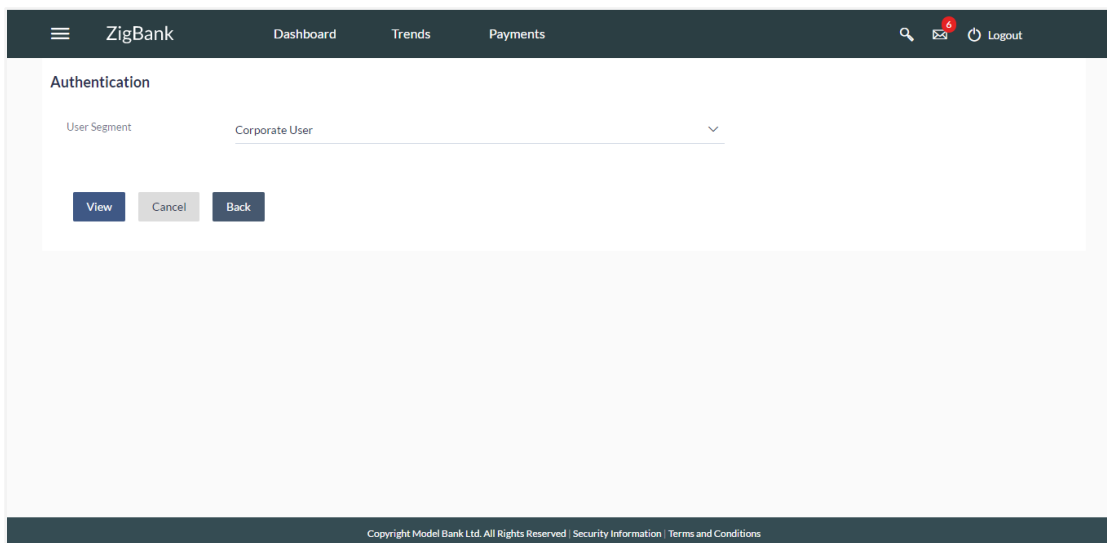 ZigBank Dashboard Trends Payments 6 Logout
Authentication
User Segment Corporate User
View Cancel Back
Copyright Model Bank Ltd. All Rights Reserved | Security Information | Terms and Conditions